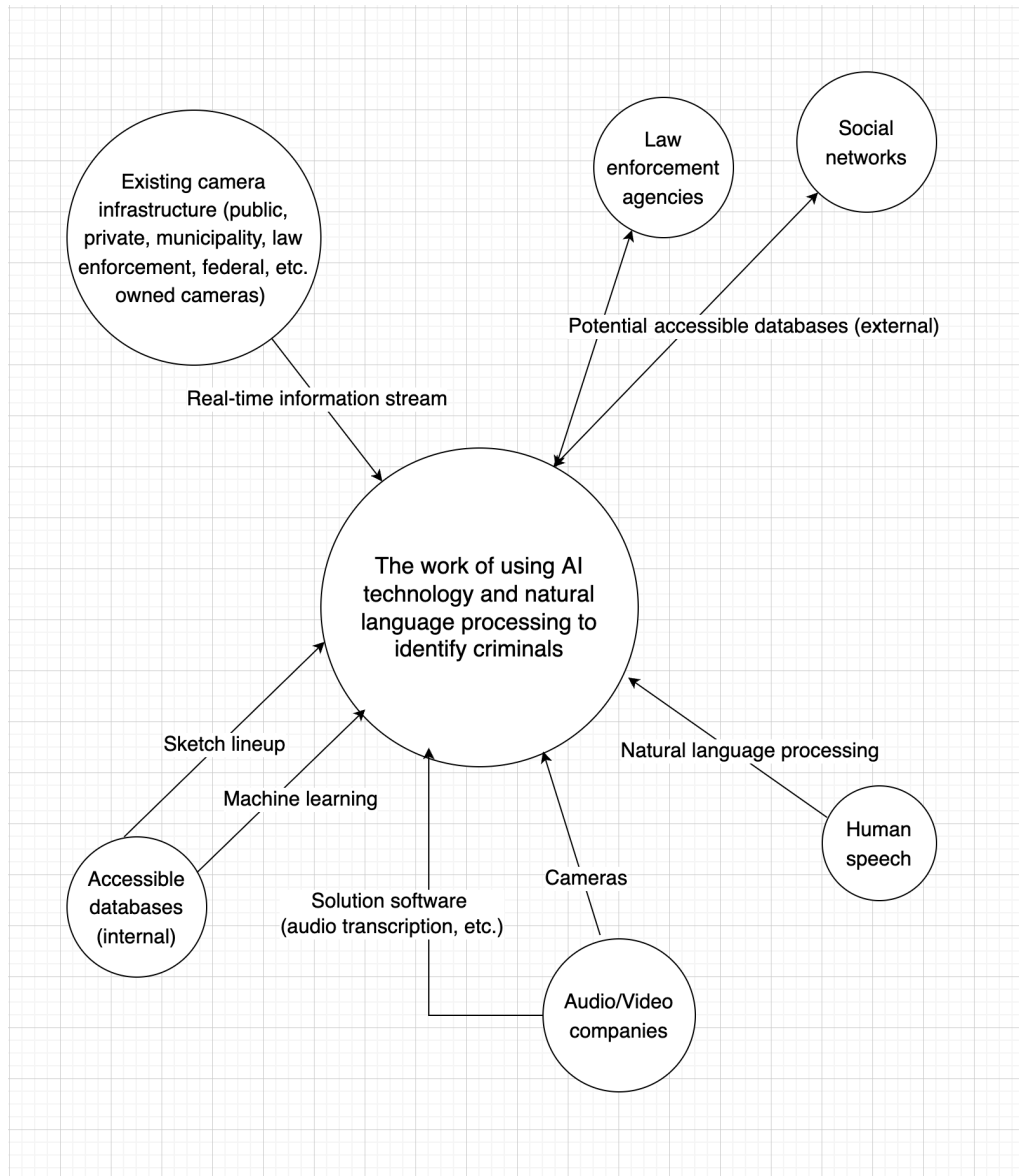 Law
enforcement
agencies
Social
networks
Existing camera
infrastructure (public,
private, municipality, law
enforcement, federal, etc.
owned cameras)
Potential accessible databases (external)
Real-time information stream
The work of using AI
technology and natural
language processing to
identify criminals
Sketch lineup
Machine learning
Natural language processing
Human
speech
Accessible
databases
(internal)
Solution software
(audio transcription, etc.)
Cameras
Audio/Video
companies